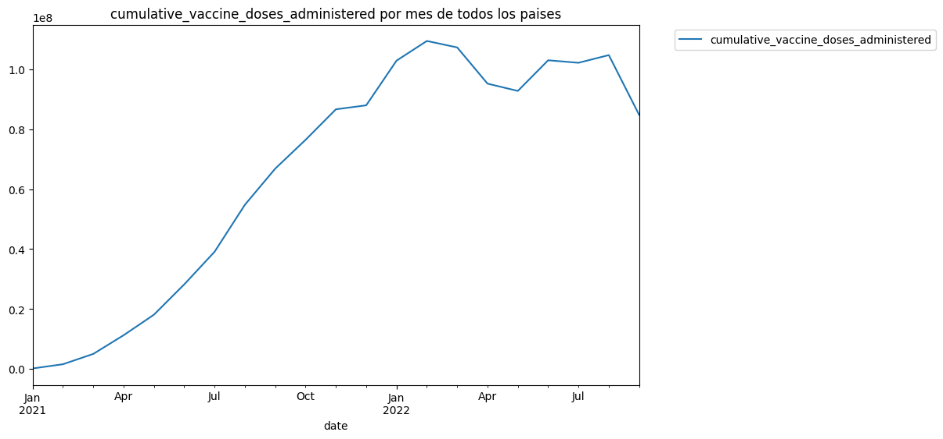 cumulative_vaccine_doses_administered por mes de todos los paises
1e8
cumulative_vaccine_doses_administered
1.0
0.8
0.6
0.4
0.2
0.0
Jan Apr Jul Oct Jan Apr Jul
2021 2022
date